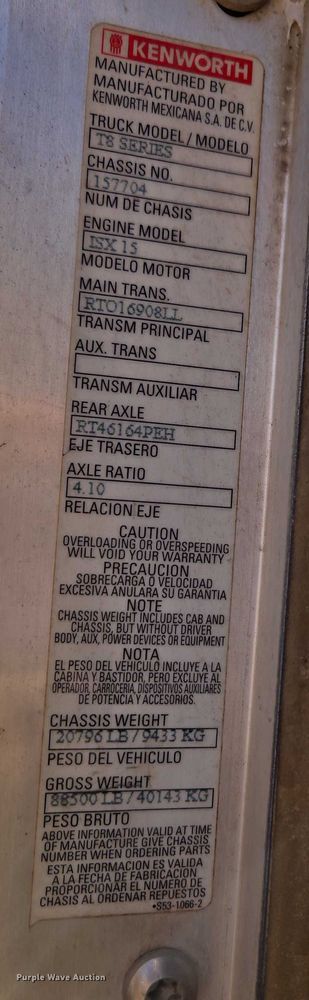 KENWORTH
MANUFACTURED BY
MANUFACTURADO POR
KENWORTH MEXICANA S.A. DE C.V.
TRUCK MODEL / MODELO
T8 SERIES
CHASSIS NO.
157704
NUM DE CHASIS
ENGINE MODEL
ISX 15
MODELO MOTOR
MAIN TRANS.
RTO16908LL
TRANSM PRINCIPAL
AUX. TRANS
TRANSM AUXILIAR
REAR AXLE
RT46164PEH
EJE TRASERO
AXLE RATIO
4.10
RELACION EJE
CAUTION
OVERLOADING OR OVERSPEEDING
WILL VOID YOUR WARRANTY
PRECAUCION
SOBRECARGA O VELOCIDAD
EXCESIVA ANULARA SU GARANTIA
NOTE
CHASSIS WEIGHT INCLUDES CAB AND
CHASSIS, BUT WITHOUT DRIVER
BODY, AUX, POWER DEVICES OR EQUIPMENT
NOTA
EL PESO DEL VEHICULO INCLUYE A LA
CABINA Y BASTIDOR, PERO EXCLUYE AL
OPERADOR, CARROCERIA, DISPOSITIVOS AUXILIARES
DE POTENCIA Y ACCESORIOS.
CHASSIS WEIGHT
20796 LB / 9433 KG
PESO DEL VEHICULO
GROSS WEIGHT
88500 LB / 40143 KG
PESO BRUTO
ABOVE INFORMATION VALID AT TIME
OF MANUFACTURE GIVE CHASSIS
NUMBER WHEN ORDERING PARTS
ESTA INFORMACION ES VALIDA
A LA FECHA DE FABRICACION
PROPORCIONAR EL NUMERO DE
CHASIS AL ORDENAR REPUESTOS
•S53-1066-2
Purple Wave Auction